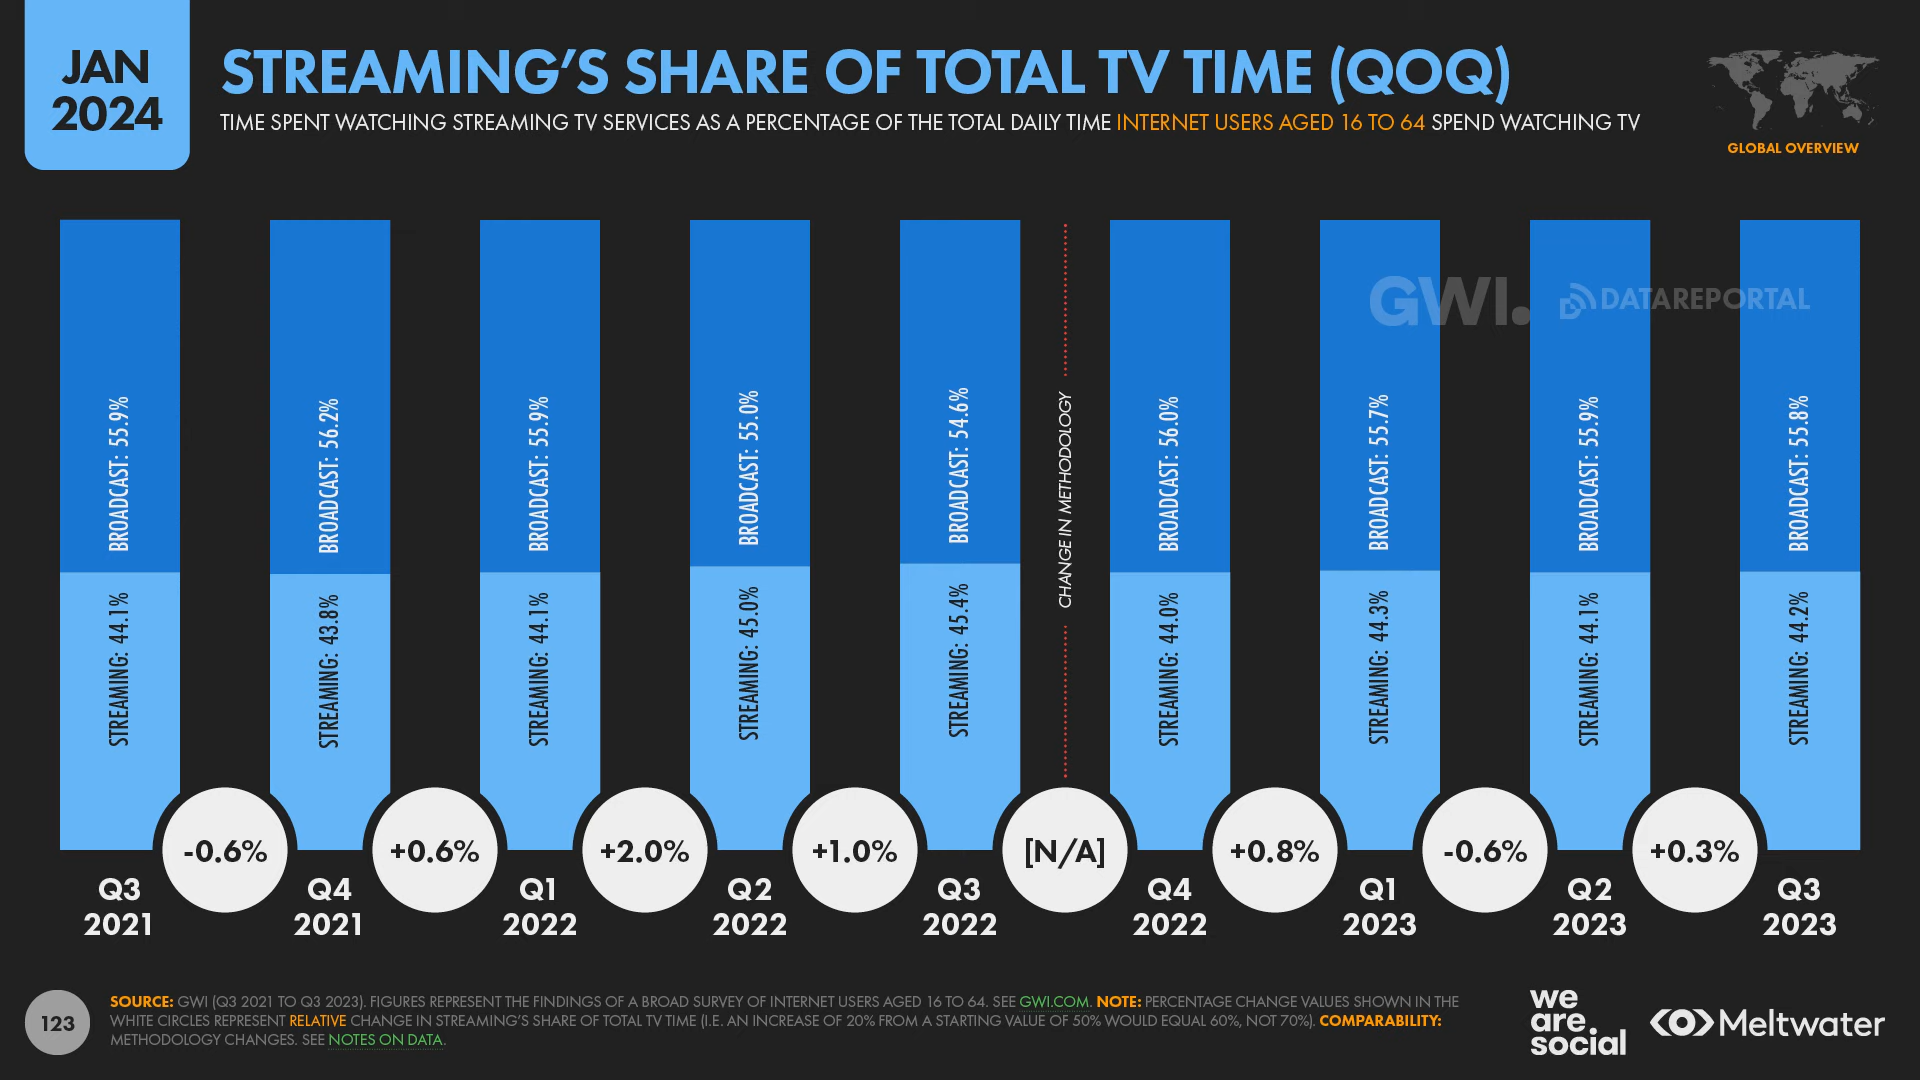 JAN
2024
STREAMING'S SHARE OF TOTAL TV TIME (QOQ)
TIME SPENT WATCHING STREAMING TV SERVICES AS A PERCENTAGE OF THE TOTAL DAILY TIME INTERNET USERS AGED 16 TO 64 SPEND WATCHING TV
GLOBAL OVERVIEW
GWI.
DATAREPORTAL
BROADCAST: 55.9%
STREAMING: 44.1%
BROADCAST: 56.2%
STREAMING: 43.8%
BROADCAST: 55.9%
STREAMING: 44.1%
BROADCAST: 55.0%
STREAMING: 45.0%
BROADCAST: 54.6%
STREAMING: 45.4%
CHANGE IN METHODOLOGY
BROADCAST: 56.0%
STREAMING: 44.0%
BROADCAST: 55.7%
STREAMING: 44.3%
BROADCAST: 55.9%
STREAMING: 44.1%
BROADCAST: 55.8%
STREAMING: 44.2%
-0.6%
+0.6%
+2.0%
+1.0%
[N/A]
+0.8%
-0.6%
+0.3%
Q3
2021
Q4
2021
Q1
2022
Q2
2022
Q3
2022
Q4
2022
Q1
2023
Q2
2023
Q3
2023
123
SOURCE: GWI (Q3 2021 TO Q3 2023). FIGURES REPRESENT THE FINDINGS OF A BROAD SURVEY OF INTERNET USERS AGED 16 TO 64. SEE GWI.COM. NOTE: PERCENTAGE CHANGE VALUES SHOWN IN THE
WHITE CIRCLES REPRESENT RELATIVE CHANGE IN STREAMING'S SHARE OF TOTAL TV TIME (I.E. AN INCREASE OF 20% FROM A STARTING VALUE OF 50% WOULD EQUAL 60%, NOT 70%). COMPARABILITY:
METHODOLOGY CHANGES. SEE NOTES ON DATA.
we
are
social
Meltwater